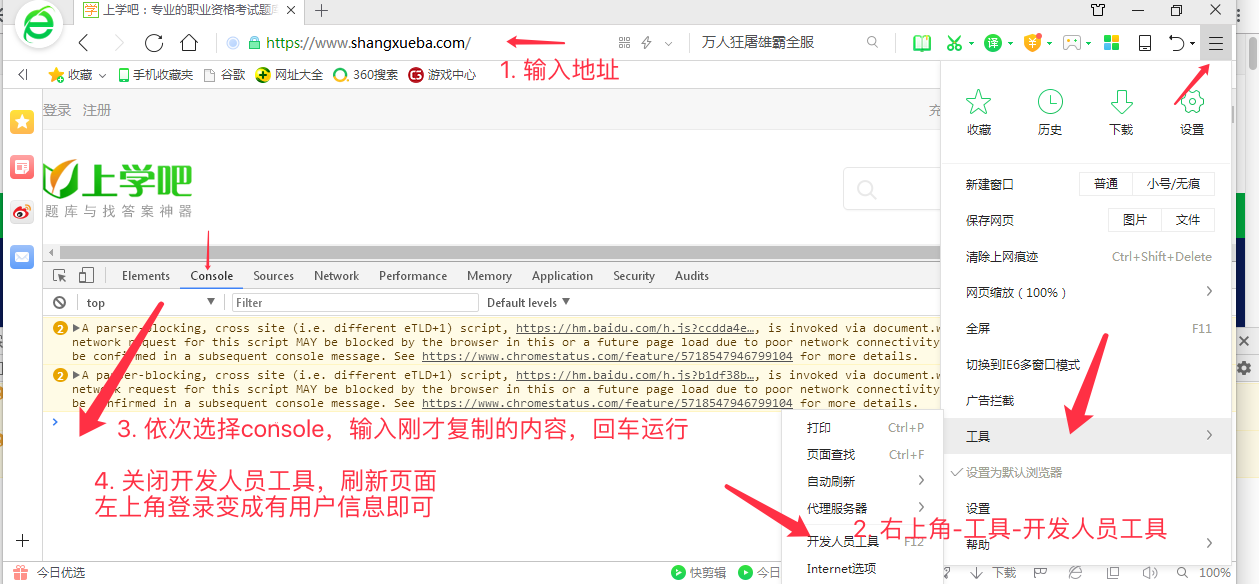 上学吧：专业的职业资格考试题
https://www.shangxueba.com/
万人狂屠雄霸全服
译
收藏 手机收藏夹 谷歌 网址大全 360搜索 游戏中心
1. 输入地址
登录 注册
充
上学吧
题库与找答案神器
收藏 历史 下载 设置
新建窗口 普通 小号/无痕
保存网页 图片 文件
清除上网痕迹 Ctrl+Shift+Delete
网页缩放（100%）
全屏 F11
切换到IE6多窗口模式
广告拦截
工具
设置为默认浏览器
设置
帮助
Elements Console Sources Network Performance Memory Application Security Audits
top Filter Default levels
2 A parser-blocking, cross site (i.e. different eTLD+1) script, https://hm.baidu.com/h.js?ccdda4e…, is invoked via document.w
network request for this script MAY be blocked by the browser in this or a future page load due to poor network connectivity
be confirmed in a subsequent console message. See https://www.chromestatus.com/feature/5718547946799104 for more details.
2 A parser-blocking, cross site (i.e. different eTLD+1) script, https://hm.baidu.com/h.js?b1df38b…, is invoked via document.w
network request for this script MAY be blocked by the browser in this or a future page load due to poor network connectivity
be confirmed in a subsequent console message. See https://www.chromestatus.com/feature/5718547946799104 for more details.
3. 依次选择console，输入刚才复制的内容，回车运行
4. 关闭开发人员工具，刷新页面
左上角登录变成有用户信息即可
打印 Ctrl+P
页面查找 Ctrl+F
自动刷新
代理服务器
开发人员工具 F12
Internet选项
2. 右上角-工具-开发人员工具
今日优选
快剪辑
今日
下载
100%